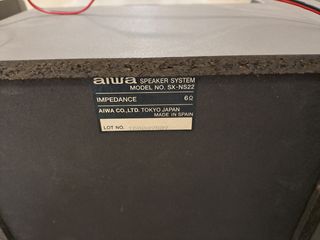 aiwa SPEAKER SYSTEM
MODEL NO. SX-NS22
IMPEDANCE 6Ω
AIWA CO.,LTD. TOKYO JAPAN
MADE IN SPAIN
LOT NO.